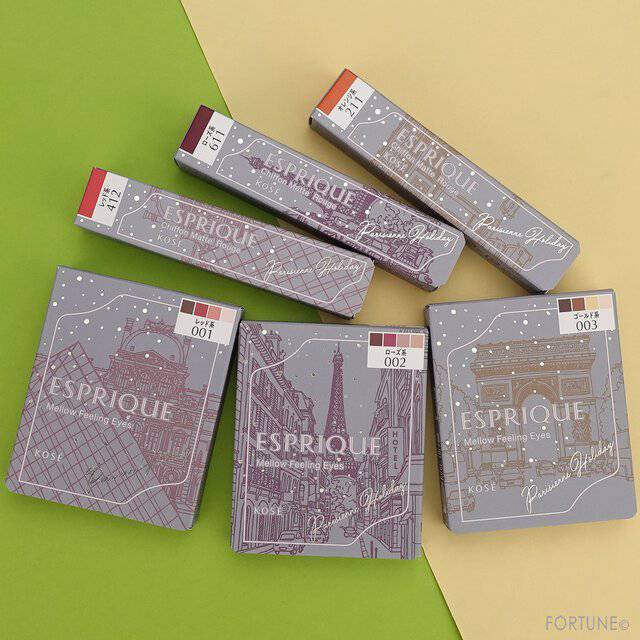 オレンジ系
211
ESPRIQUE
Chiffon Matte Rouge
KOSÉ
Parisienne Holiday
ローズ系
611
ESPRIQUE
Chiffon Matte Rouge
KOSÉ
Parisienne Holiday
レッド系
412
ESPRIQUE
Chiffon Matte Rouge
KOSÉ
Parisienne Holiday
レッド系
001
ESPRIQUE
Mellow Feeling Eyes
KOSÉ
ローズ系
002
ESPRIQUE
Mellow Feeling Eyes
HOTEL
KOSÉ
Parisienne Holiday
ゴールド系
003
ESPRIQUE
Mellow Feeling Eyes
KOSÉ
Parisienne Holiday
FORTUNE©